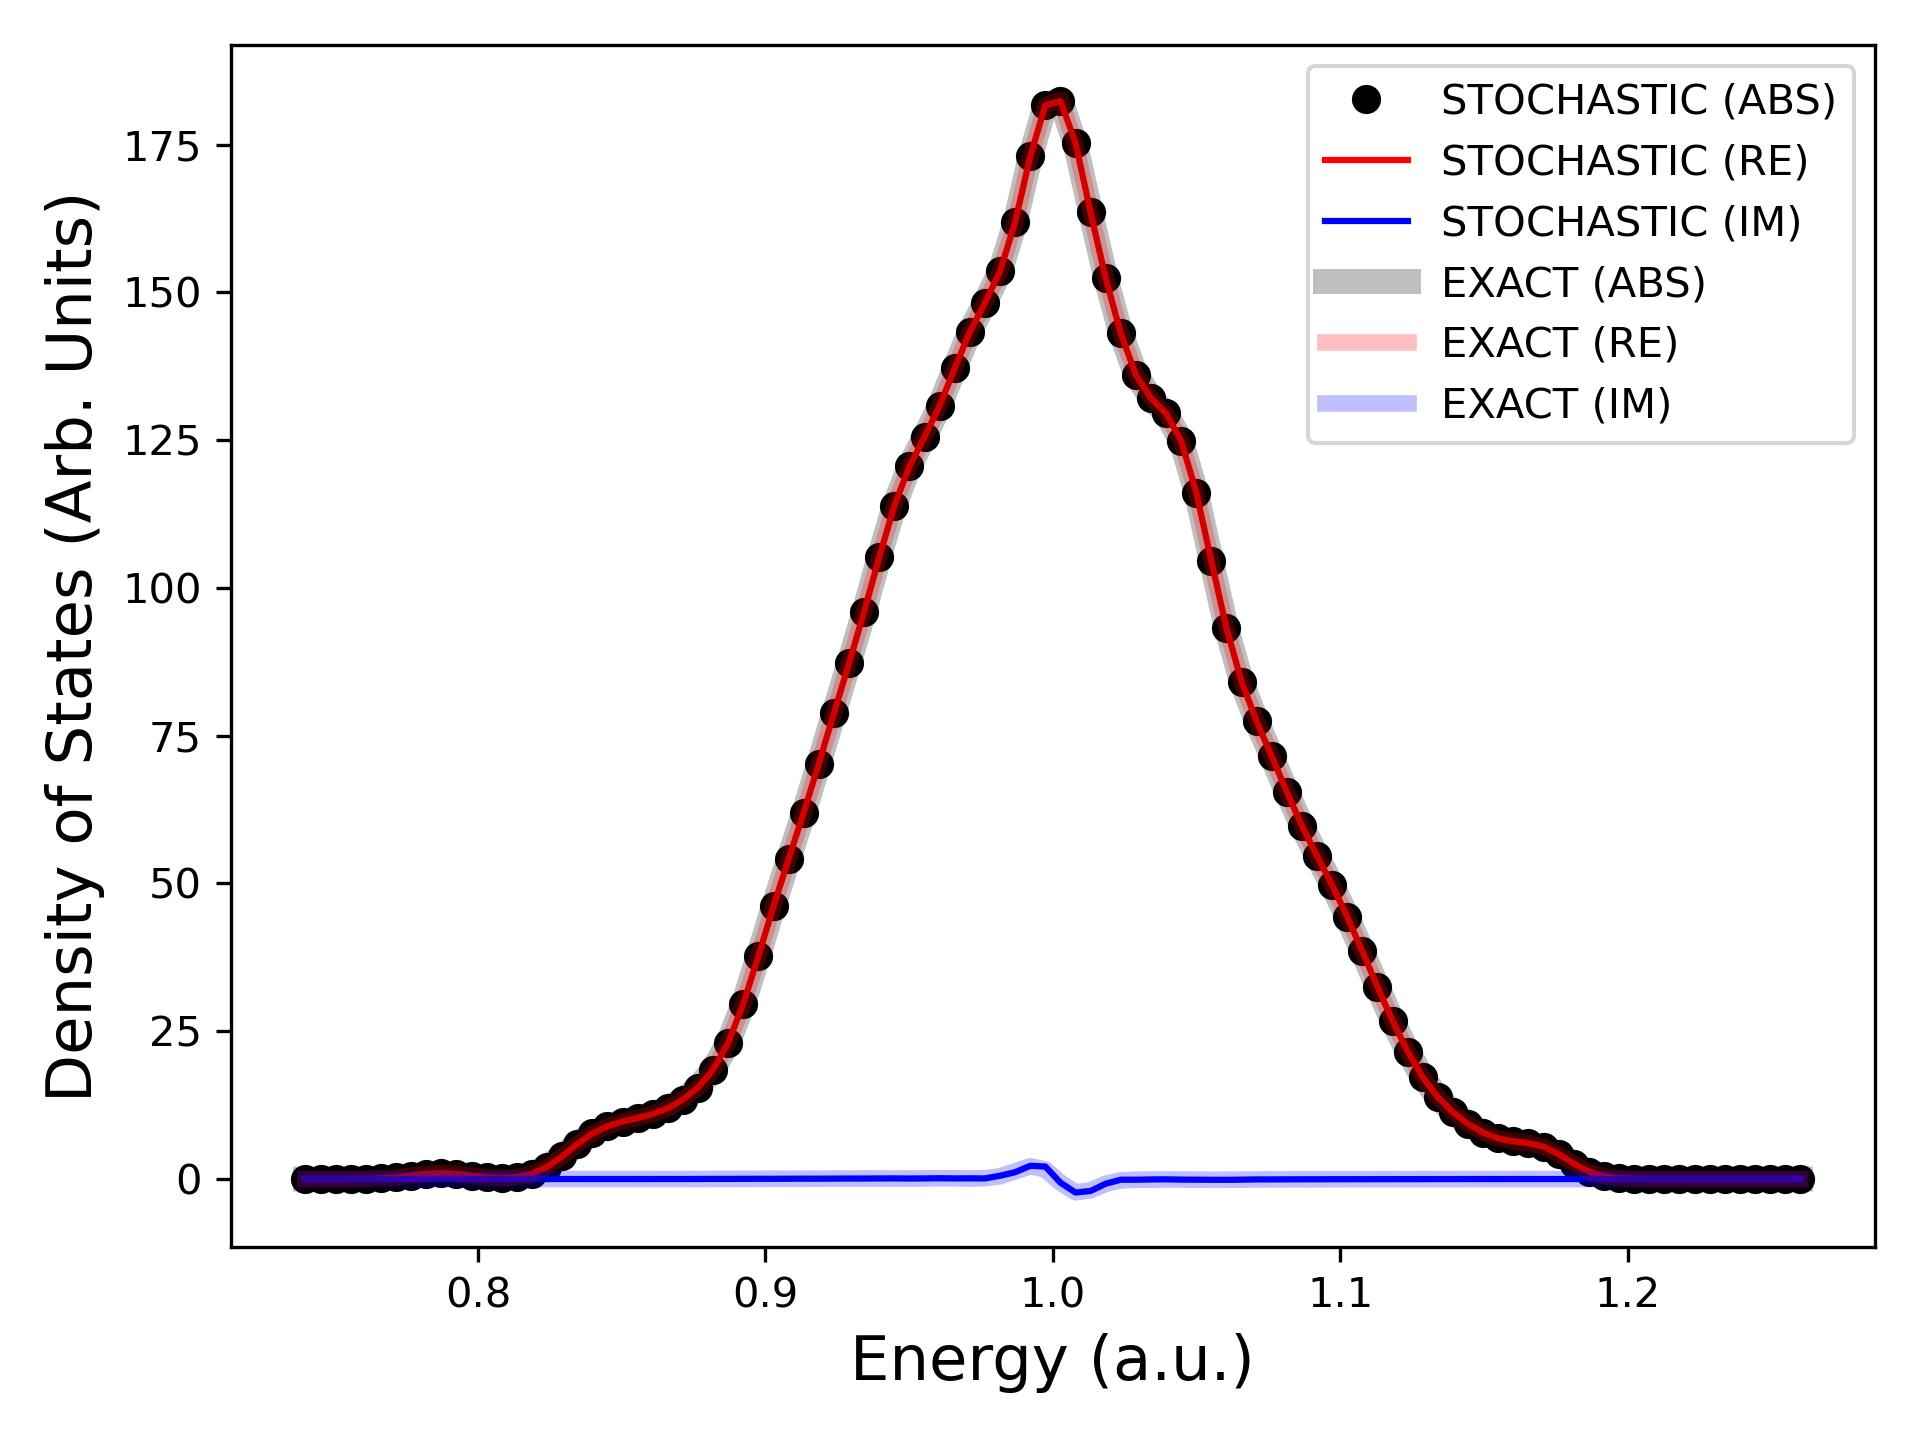 STOCHASTIC (ABS)
STOCHASTIC (RE)
STOCHASTIC (IM)
EXACT (ABS)
EXACT (RE)
EXACT (IM)
Density of States (Arb. Units)
175
150
125
100
75
50
25
0
0.8 0.9 1.0 1.1 1.2
Energy (a.u.)